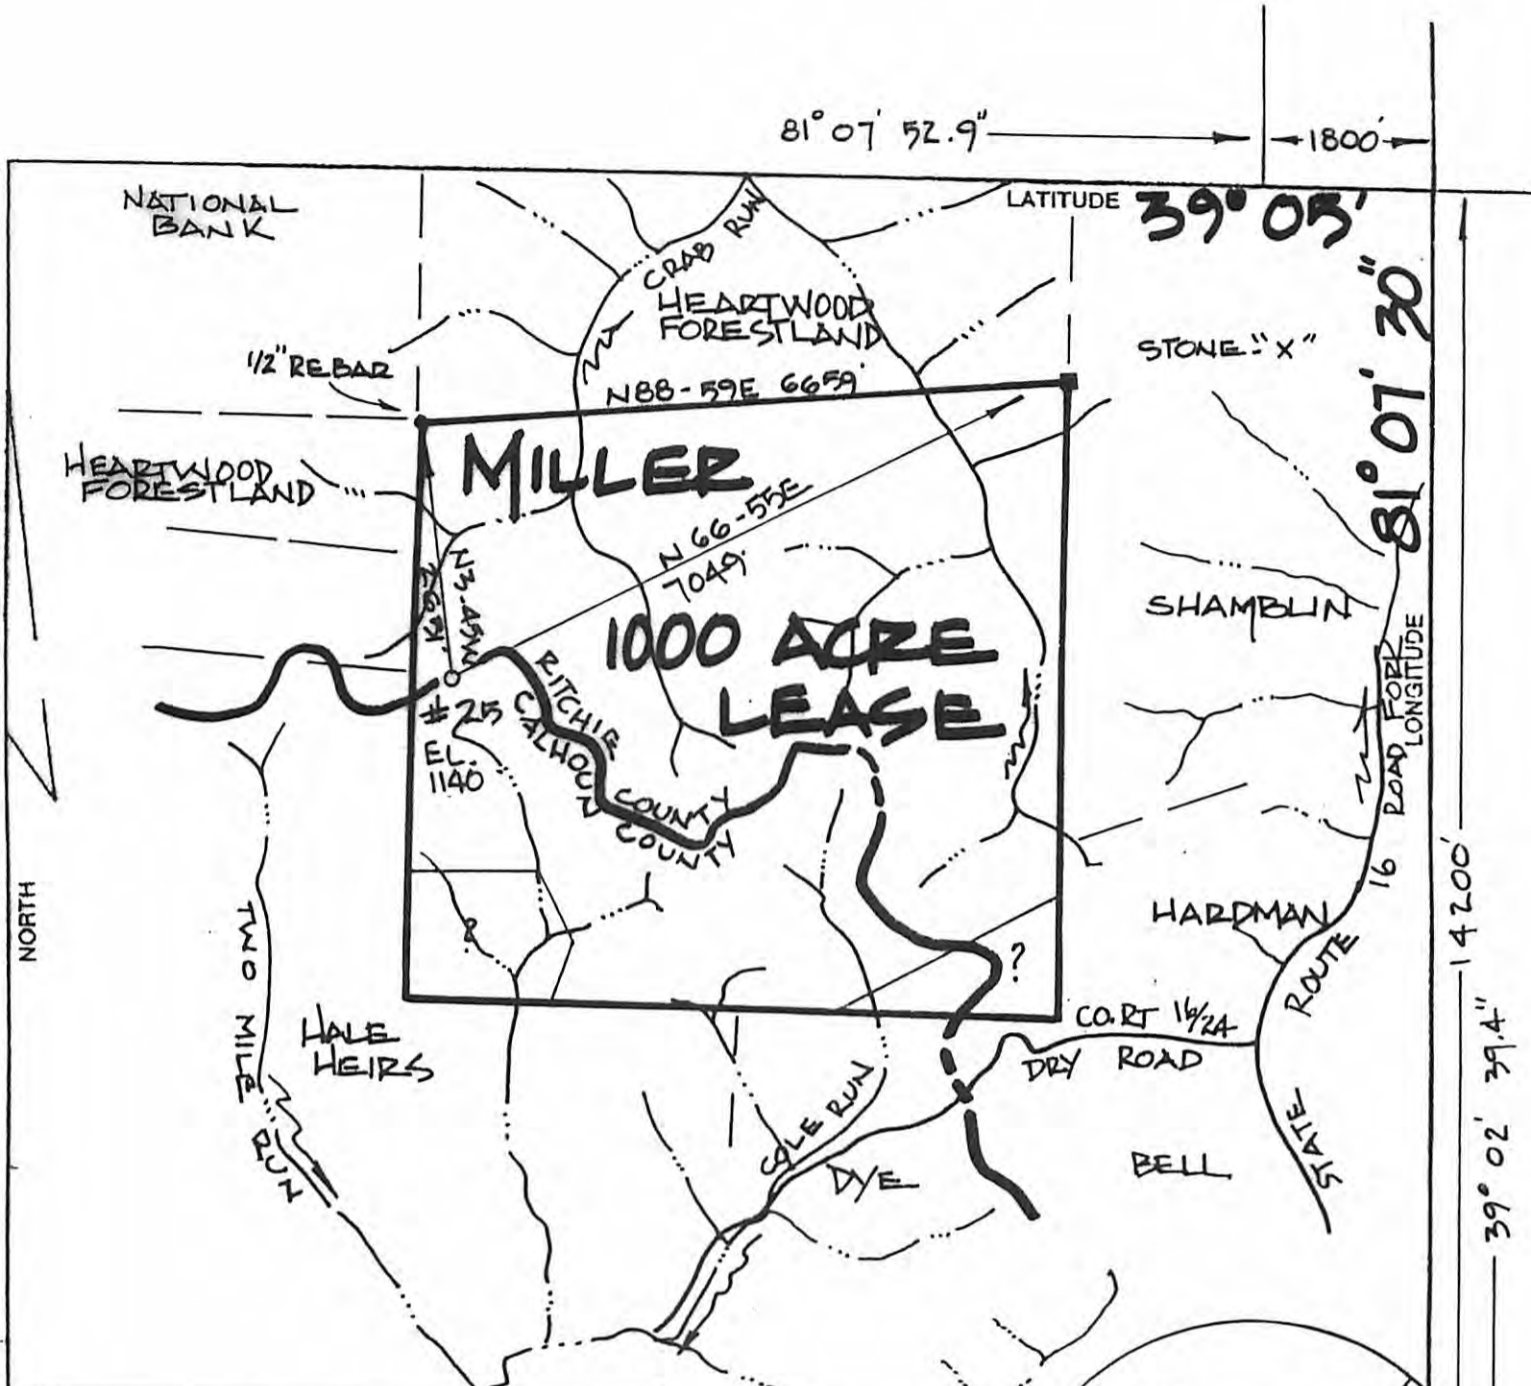 81° 07' 52.9"
1800'
LATITUDE 39° 05'
81° 07' 30"
LONGITUDE
NATIONAL
BANK
CRAB RUN
HEARTWOOD
FORESTLAND
STONE "X"
1/2" REBAR
N88-59E 6659'
HEARTWOOD
FORESTLAND
MILLER
N 66-55E
7049'
N3-45W
1000 ACRE
LEASE
SHAMBLIN
# 25
EL.
1140
RITCHIE COUNTY
CALHOUN COUNTY
ROAD FORK
STATE ROUTE 16
14200'
HARDMAN
NORTH
TWO MILE RUN
?
?
HALE
HEIRS
CO. RT 16/24
DRY ROAD
39° 02' 39.4"
COLE RUN
DYE
BELL